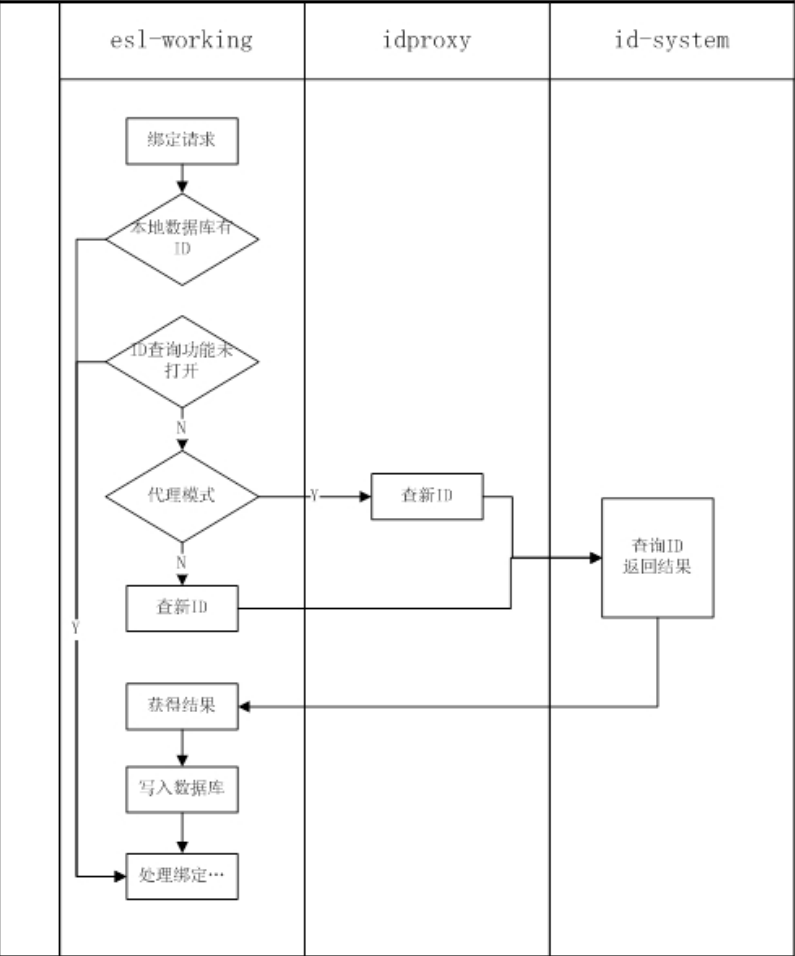 esl-working
idproxy
id-system
绑定请求
本地数据库有
ID
ID查询功能未
打开
N
代理模式
Y
查新ID
查询ID
返回结果
N
查新ID
Y
获得结果
写入数据库
处理绑定…